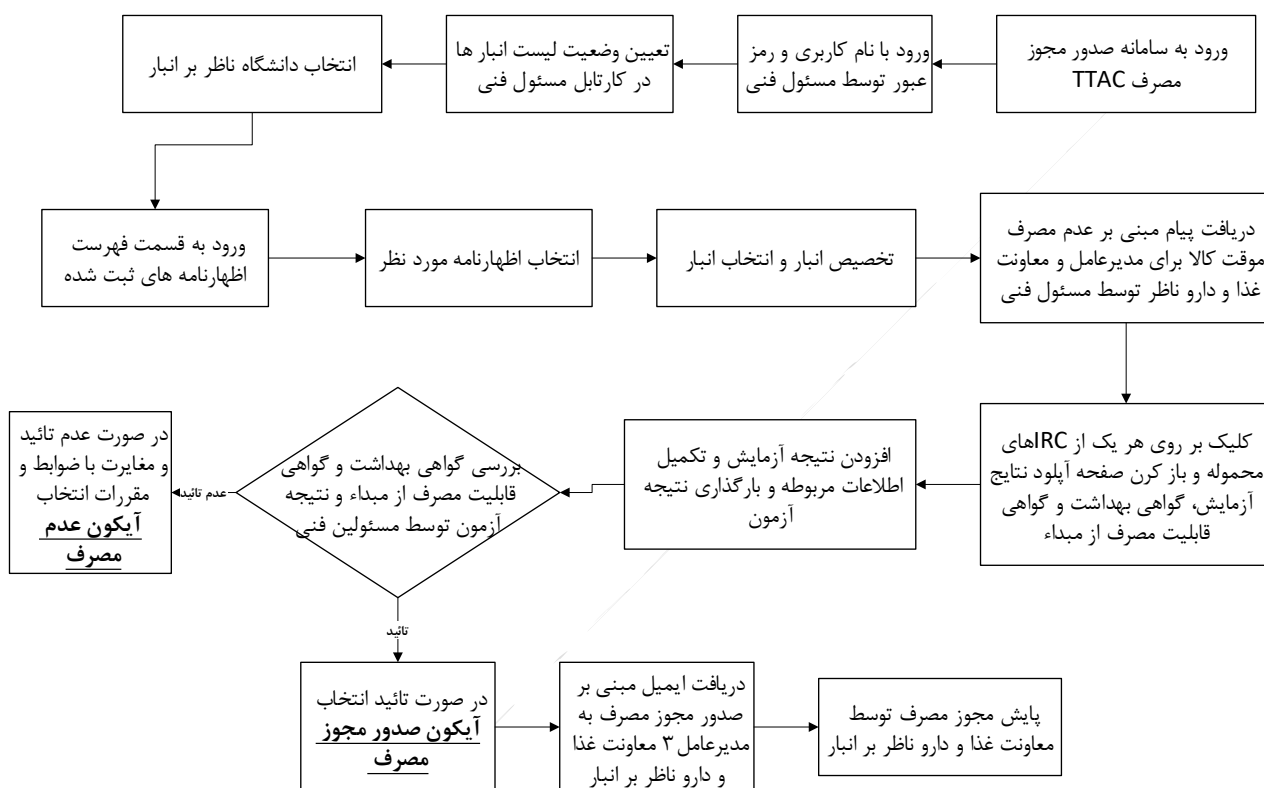 ورود به سامانه صدور مجوز
مصرف TTAC
ورود با نام کاربری و رمز
عبور توسط مسئول فنی
تعیین وضعیت لیست انبار ها
در کارتابل مسئول فنی
انتخاب دانشگاه ناظر بر انبار
ورود به قسمت فهرست
اظهارنامه های ثبت شده
انتخاب اظهارنامه مورد نظر
تخصیص انبار و انتخاب انبار
دریافت پیام مبنی بر عدم مصرف
موقت کالا برای مدیرعامل و معاونت
غذا و دارو ناظر توسط مسئول فنی
کلیک بر روی هر یک از IRCهای
محموله و باز کرن صفحه آپلود نتایج
آزمایش، گواهی بهداشت و گواهی
قابلیت مصرف از مبداء
افزودن نتیجه آزمایش و تکمیل
اطلاعات مربوطه و بارگذاری نتیجه
آزمون
بررسی گواهی بهداشت و گواهی
قابلیت مصرف از مبداء و نتیجه
آزمون توسط مسئولین فنی
عدم تائید
در صورت عدم تائید
و مغایرت با ضوابط و
مقررات انتخاب
آیکون عدم
مصرف
تائید
در صورت تائید انتخاب
آیکون صدور مجوز
مصرف
دریافت ایمیل مبنی بر
صدور مجوز مصرف به
مدیرعامل ۳ معاونت غذا
و دارو ناظر بر انبار
پایش مجوز مصرف توسط
معاونت غذا و دارو ناظر بر انبار